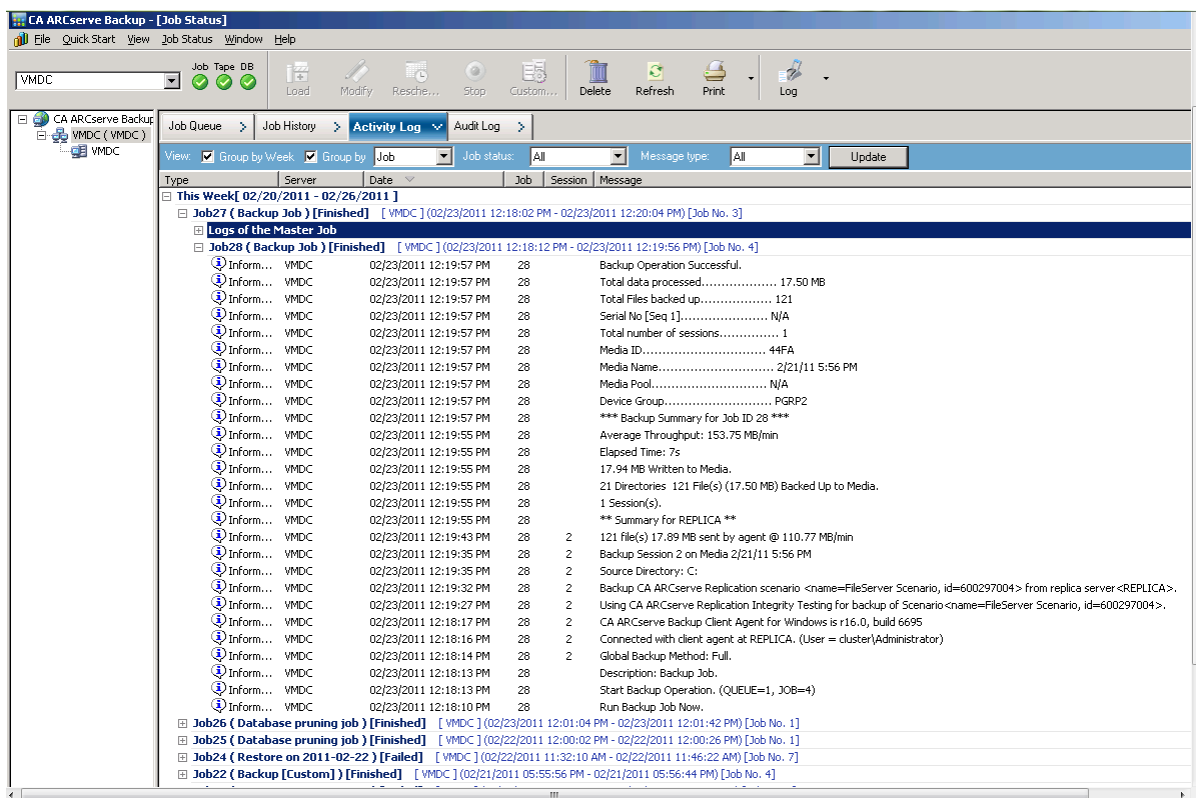 CA ARCserve Backup - [Job Status]
File Quick Start View Job Status Window Help
VMDC Job Tape DB
Load Modify Resche... Stop Custom... Delete Refresh Print Log
CA ARCserve Backup
VMDC ( VMDC )
VMDC
Job Queue Job History Activity Log Audit Log
View: Group by Week Group by Job Job status: All Message type: All Update
Type Server Date Job Session Message
This Week[ 02/20/2011 - 02/26/2011 ]
Job27 ( Backup Job ) [Finished] [ VMDC ] (02/23/2011 12:18:02 PM - 02/23/2011 12:20:04 PM) [Job No. 3]
Logs of the Master Job
Job28 ( Backup Job ) [Finished] [ VMDC ] (02/23/2011 12:18:12 PM - 02/23/2011 12:19:56 PM) [Job No. 4]
Inform... VMDC 02/23/2011 12:19:57 PM 28 Backup Operation Successful.
Inform... VMDC 02/23/2011 12:19:57 PM 28 Total data processed................... 17.50 MB
Inform... VMDC 02/23/2011 12:19:57 PM 28 Total Files backed up.................. 121
Inform... VMDC 02/23/2011 12:19:57 PM 28 Serial No [Seq 1]...................... N/A
Inform... VMDC 02/23/2011 12:19:57 PM 28 Total number of sessions............... 1
Inform... VMDC 02/23/2011 12:19:57 PM 28 Media ID............................... 44FA
Inform... VMDC 02/23/2011 12:19:57 PM 28 Media Name............................. 2/21/11 5:56 PM
Inform... VMDC 02/23/2011 12:19:57 PM 28 Media Pool............................. N/A
Inform... VMDC 02/23/2011 12:19:57 PM 28 Device Group........................... PGRP2
Inform... VMDC 02/23/2011 12:19:57 PM 28 *** Backup Summary for Job ID 28 ***
Inform... VMDC 02/23/2011 12:19:55 PM 28 Average Throughput: 153.75 MB/min
Inform... VMDC 02/23/2011 12:19:55 PM 28 Elapsed Time: 7s
Inform... VMDC 02/23/2011 12:19:55 PM 28 17.94 MB Written to Media.
Inform... VMDC 02/23/2011 12:19:55 PM 28 21 Directories 121 File(s) (17.50 MB) Backed Up to Media.
Inform... VMDC 02/23/2011 12:19:55 PM 28 1 Session(s).
Inform... VMDC 02/23/2011 12:19:55 PM 28 ** Summary for REPLICA **
Inform... VMDC 02/23/2011 12:19:43 PM 28 2 121 file(s) 17.89 MB sent by agent @ 110.77 MB/min
Inform... VMDC 02/23/2011 12:19:35 PM 28 2 Backup Session 2 on Media 2/21/11 5:56 PM
Inform... VMDC 02/23/2011 12:19:35 PM 28 2 Source Directory: C:
Inform... VMDC 02/23/2011 12:19:32 PM 28 2 Backup CA ARCserve Replication scenario <name=FileServer Scenario, id=600297004> from replica server<REPLICA>.
Inform... VMDC 02/23/2011 12:19:27 PM 28 2 Using CA ARCserve Replication Integrity Testing for backup of Scenario<name=FileServer Scenario, id=600297004>.
Inform... VMDC 02/23/2011 12:18:17 PM 28 2 CA ARCserve Backup Client Agent for Windows is r16.0, build 6695
Inform... VMDC 02/23/2011 12:18:16 PM 28 2 Connected with client agent at REPLICA. (User = cluster\Administrator)
Inform... VMDC 02/23/2011 12:18:14 PM 28 2 Global Backup Method: Full.
Inform... VMDC 02/23/2011 12:18:13 PM 28 Description: Backup Job.
Inform... VMDC 02/23/2011 12:18:13 PM 28 Start Backup Operation. (QUEUE=1, JOB=4)
Inform... VMDC 02/23/2011 12:18:10 PM 28 Run Backup Job Now.
Job26 ( Database pruning job ) [Finished] [ VMDC ] (02/23/2011 12:01:04 PM - 02/23/2011 12:01:42 PM) [Job No. 1]
Job25 ( Database pruning job ) [Finished] [ VMDC ] (02/22/2011 12:00:02 PM - 02/22/2011 12:00:26 PM) [Job No. 1]
Job24 ( Restore on 2011-02-22 ) [Failed] [ VMDC ] (02/22/2011 11:32:10 AM - 02/22/2011 11:46:22 AM) [Job No. 7]
Job22 ( Backup [Custom] ) [Finished] [ VMDC ] (02/21/2011 05:55:56 PM - 02/21/2011 05:56:44 PM) [Job No. 4]